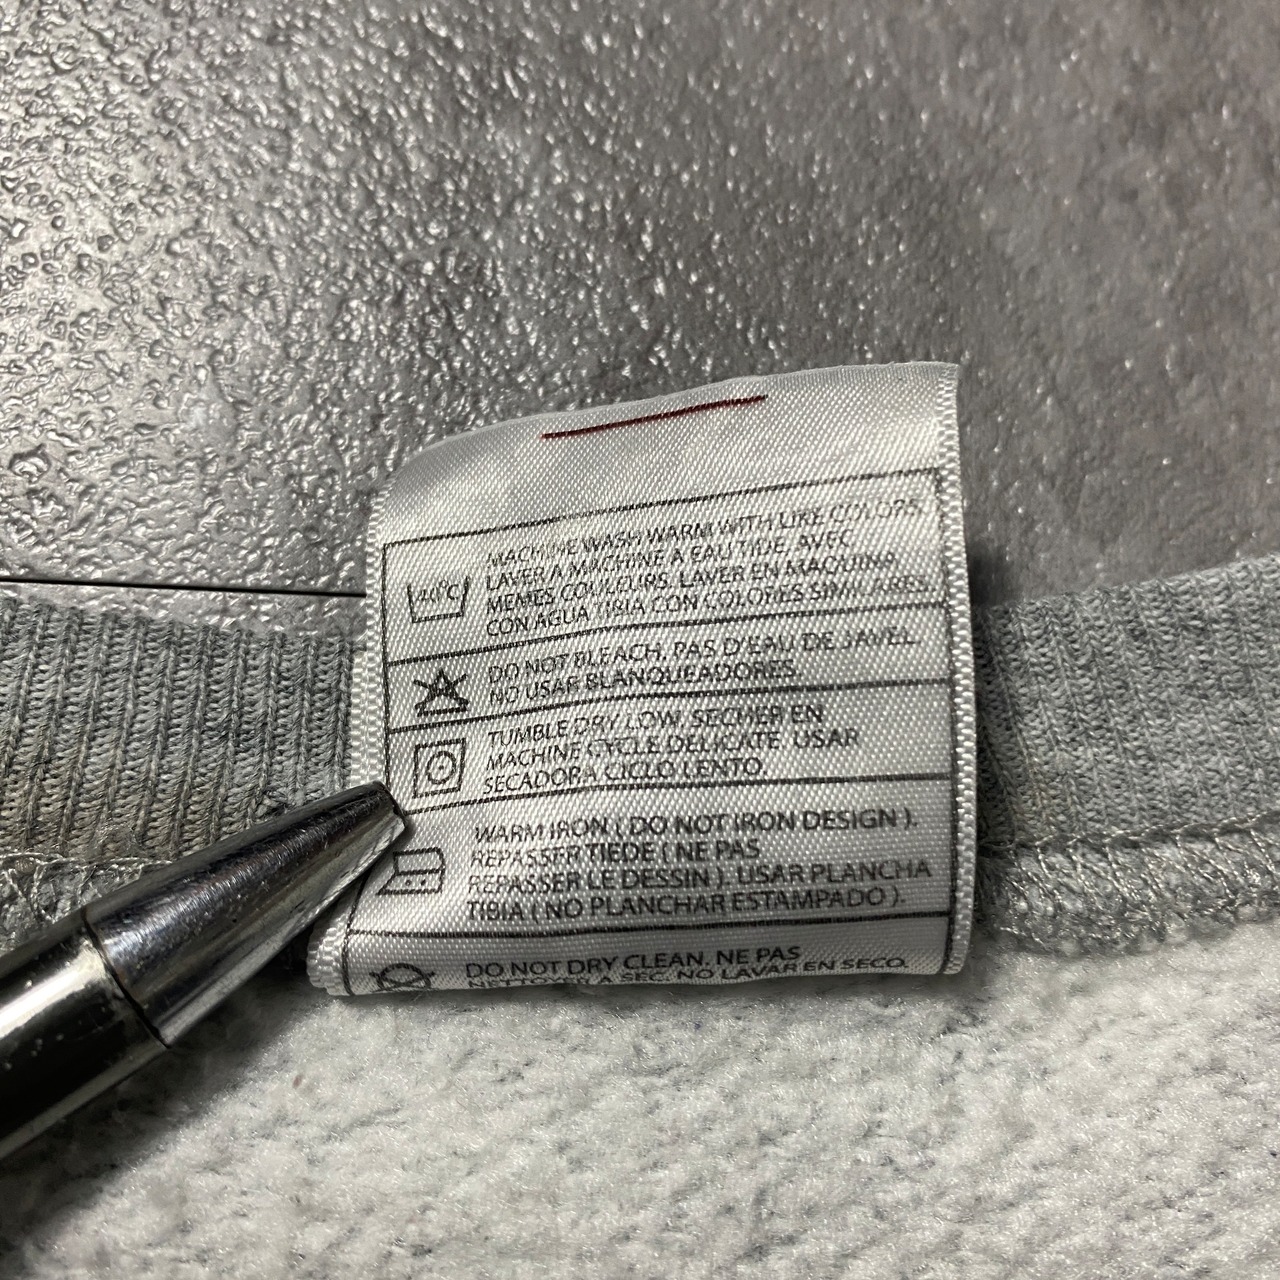 MACHINE WASH WARM WITH LIKE COLORS.
LAVER A MACHINE A EAU TIDE, AVEC
MEMES COULEURS. LAVER EN MAQUINA
CON AGUA TIBIA CON COLORES SIMILARES.
40°C
DO NOT BLEACH. PAS D'EAU DE JAVEL.
NO USAR BLANQUEADORES.
TUMBLE DRY LOW. SECHER EN
MACHINE CYCLE DELICATE USAR
SECADORA CICLO LENTO.
WARM IRON ( DO NOT IRON DESIGN ).
REPASSER TIEDE ( NE PAS
REPASSER LE DESSIN ). USAR PLANCHA
TIBIA ( NO PLANCHAR ESTAMPADO ).
DO NOT DRY CLEAN. NE PAS
A SEC. NO LAVAR EN SECO.